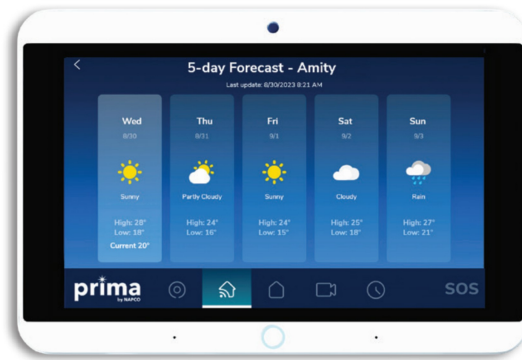 5-day Forecast - Amity
Last update: 8/30/2023 8:21 AM
Wed
8/30
Sunny
High: 28°
Low: 18°
Current 20°
Thu
8/31
Partly Cloudy
High: 24°
Low: 16°
Fri
9/1
Sunny
High: 24°
Low: 15°
Sat
9/2
Cloudy
High: 25°
Low: 18°
Sun
9/3
Rain
High: 27°
Low: 21°
prima
by NAPCO
SOS